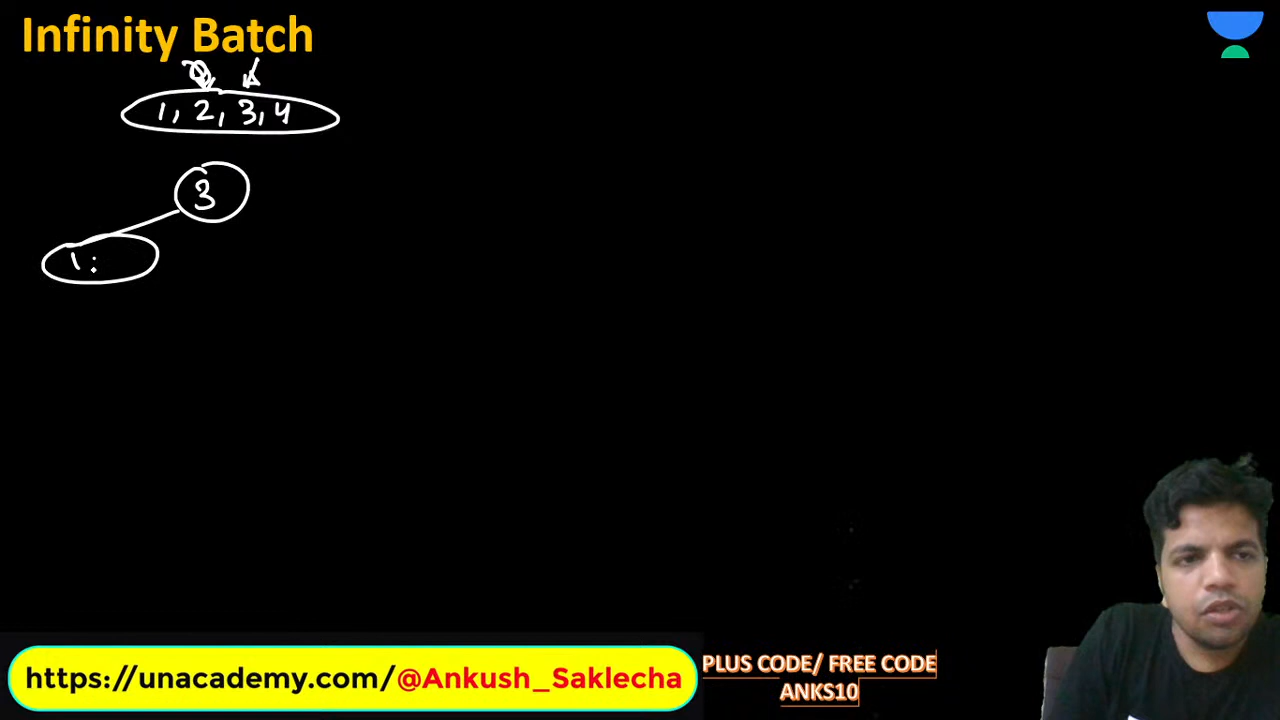 Infinity Batch
1, 2, 3, 4
3
1:
https://unacademy.com/@Ankush_Saklecha
PLUS CODE/ FREE CODE
ANKS10